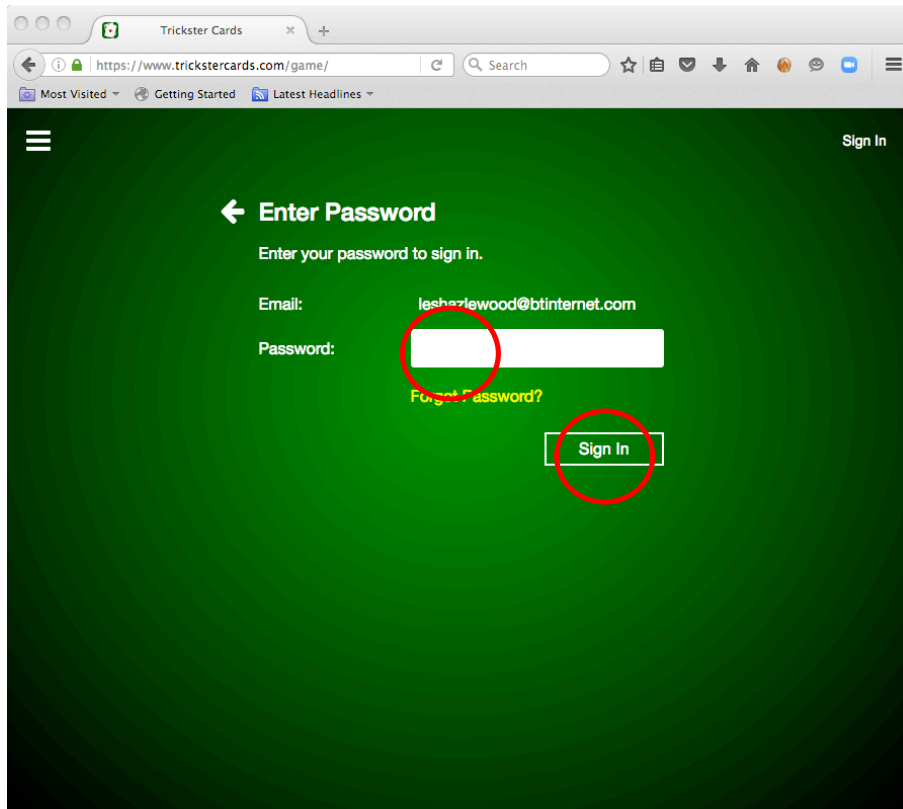 Trickster Cards
https://www.trickstercards.com/game/
Search
Most Visited Getting Started Latest Headlines
Sign In
Enter Password
Enter your password to sign in.
Email: leshazlewood@btinternet.com
Password:
Forgot Password?
Sign In